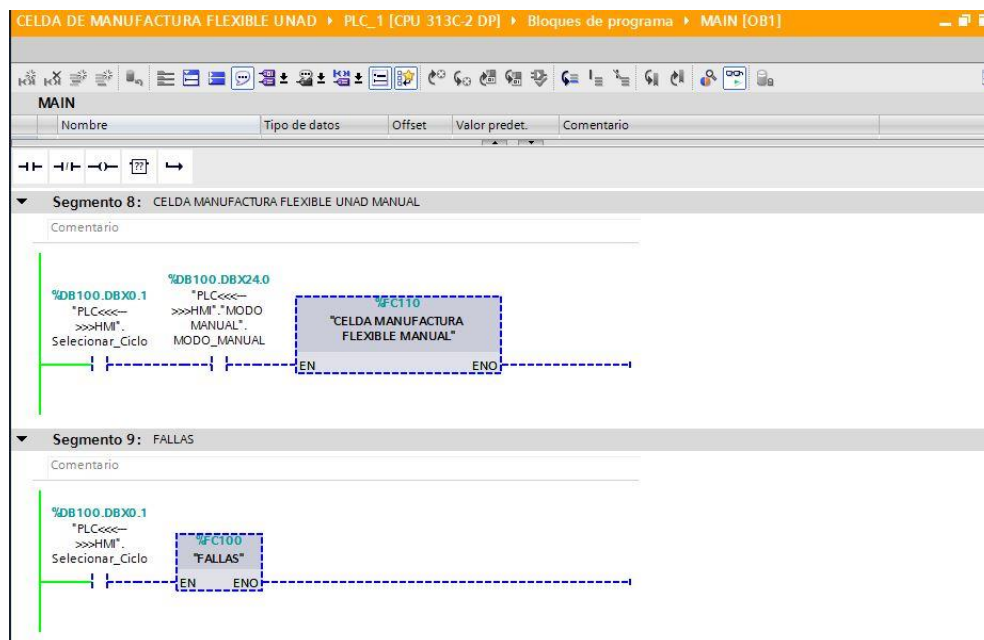 CELDA DE MANUFACTURA FLEXIBLE UNAD ▸ PLC_1 [CPU 313C-2 DP] ▸ Bloques de programa ▸ MAIN [OB1]
MAIN
Nombre Tipo de datos Offset Valor predet. Comentario
Segmento 8: CELDA MANUFACTURA FLEXIBLE UNAD MANUAL
Comentario
%DB100.DBX0.1
"PLC<<<--
>>>HMI".
Selecionar_Ciclo
%DB100.DBX24.0
"PLC<<<--
>>>HMI"."MODO
MANUAL".
MODO_MANUAL
%FC110
"CELDA MANUFACTURA
FLEXIBLE MANUAL"
EN ENO
Segmento 9: FALLAS
Comentario
%DB100.DBX0.1
"PLC<<<--
>>>HMI".
Selecionar_Ciclo
%FC100
"FALLAS"
EN ENO